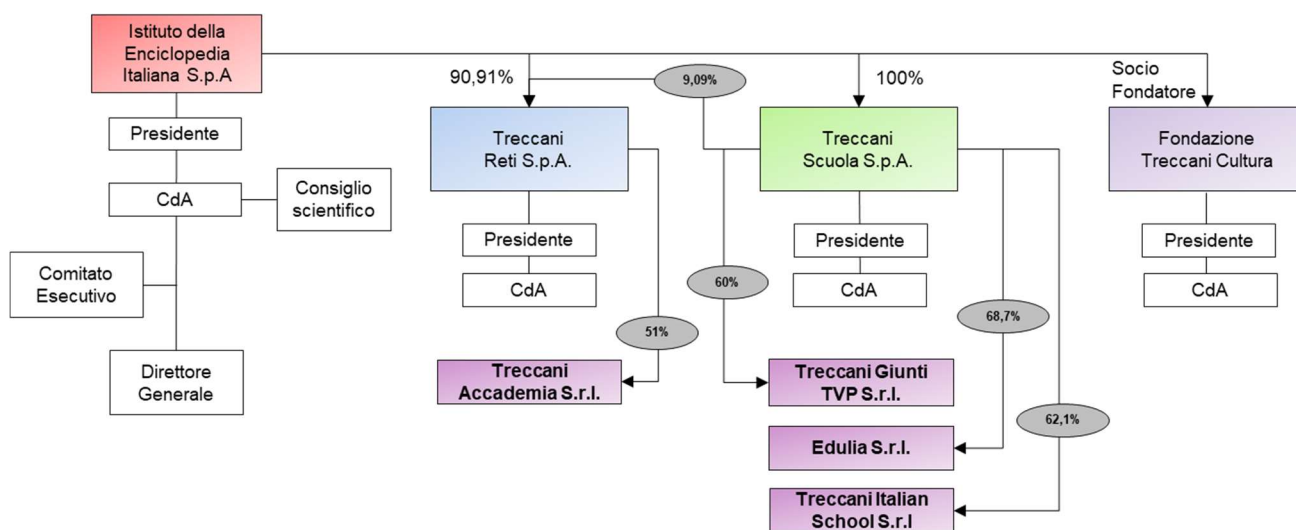 Istituto della
Enciclopedia
Italiana S.p.A
90,91%
9,09%
100%
Socio
Fondatore
Presidente
CdA
Consiglio
scientifico
Comitato
Esecutivo
Direttore
Generale
Treccani
Reti S.p.A.
Presidente
CdA
51%
Treccani
Accademia S.r.l.
Treccani
Scuola S.p.A.
Presidente
CdA
60%
68,7%
62,1%
Treccani Giunti
TVP S.r.l.
Edulia S.r.l.
Treccani Italian
School S.r.l
Fondazione
Treccani Cultura
Presidente
CdA